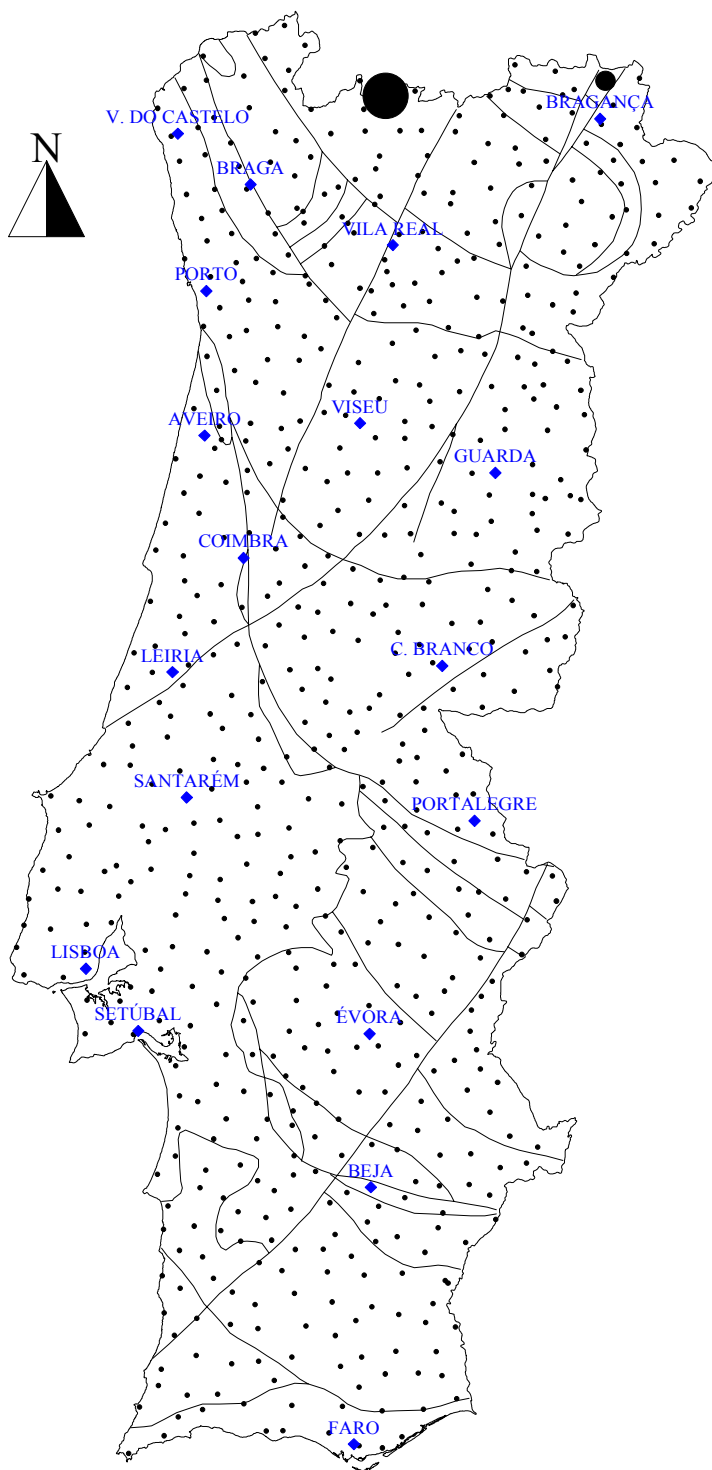 V. DO CASTELO
BRAGANÇA
N
BRAGA
VILA REAL
PORTO
AVEIRO
VISEU
GUARDA
COIMBRA
LEIRIA
C. BRANCO
SANTARÉM
PORTALEGRE
LISBOA
SETÚBAL
ÉVORA
BEJA
FARO